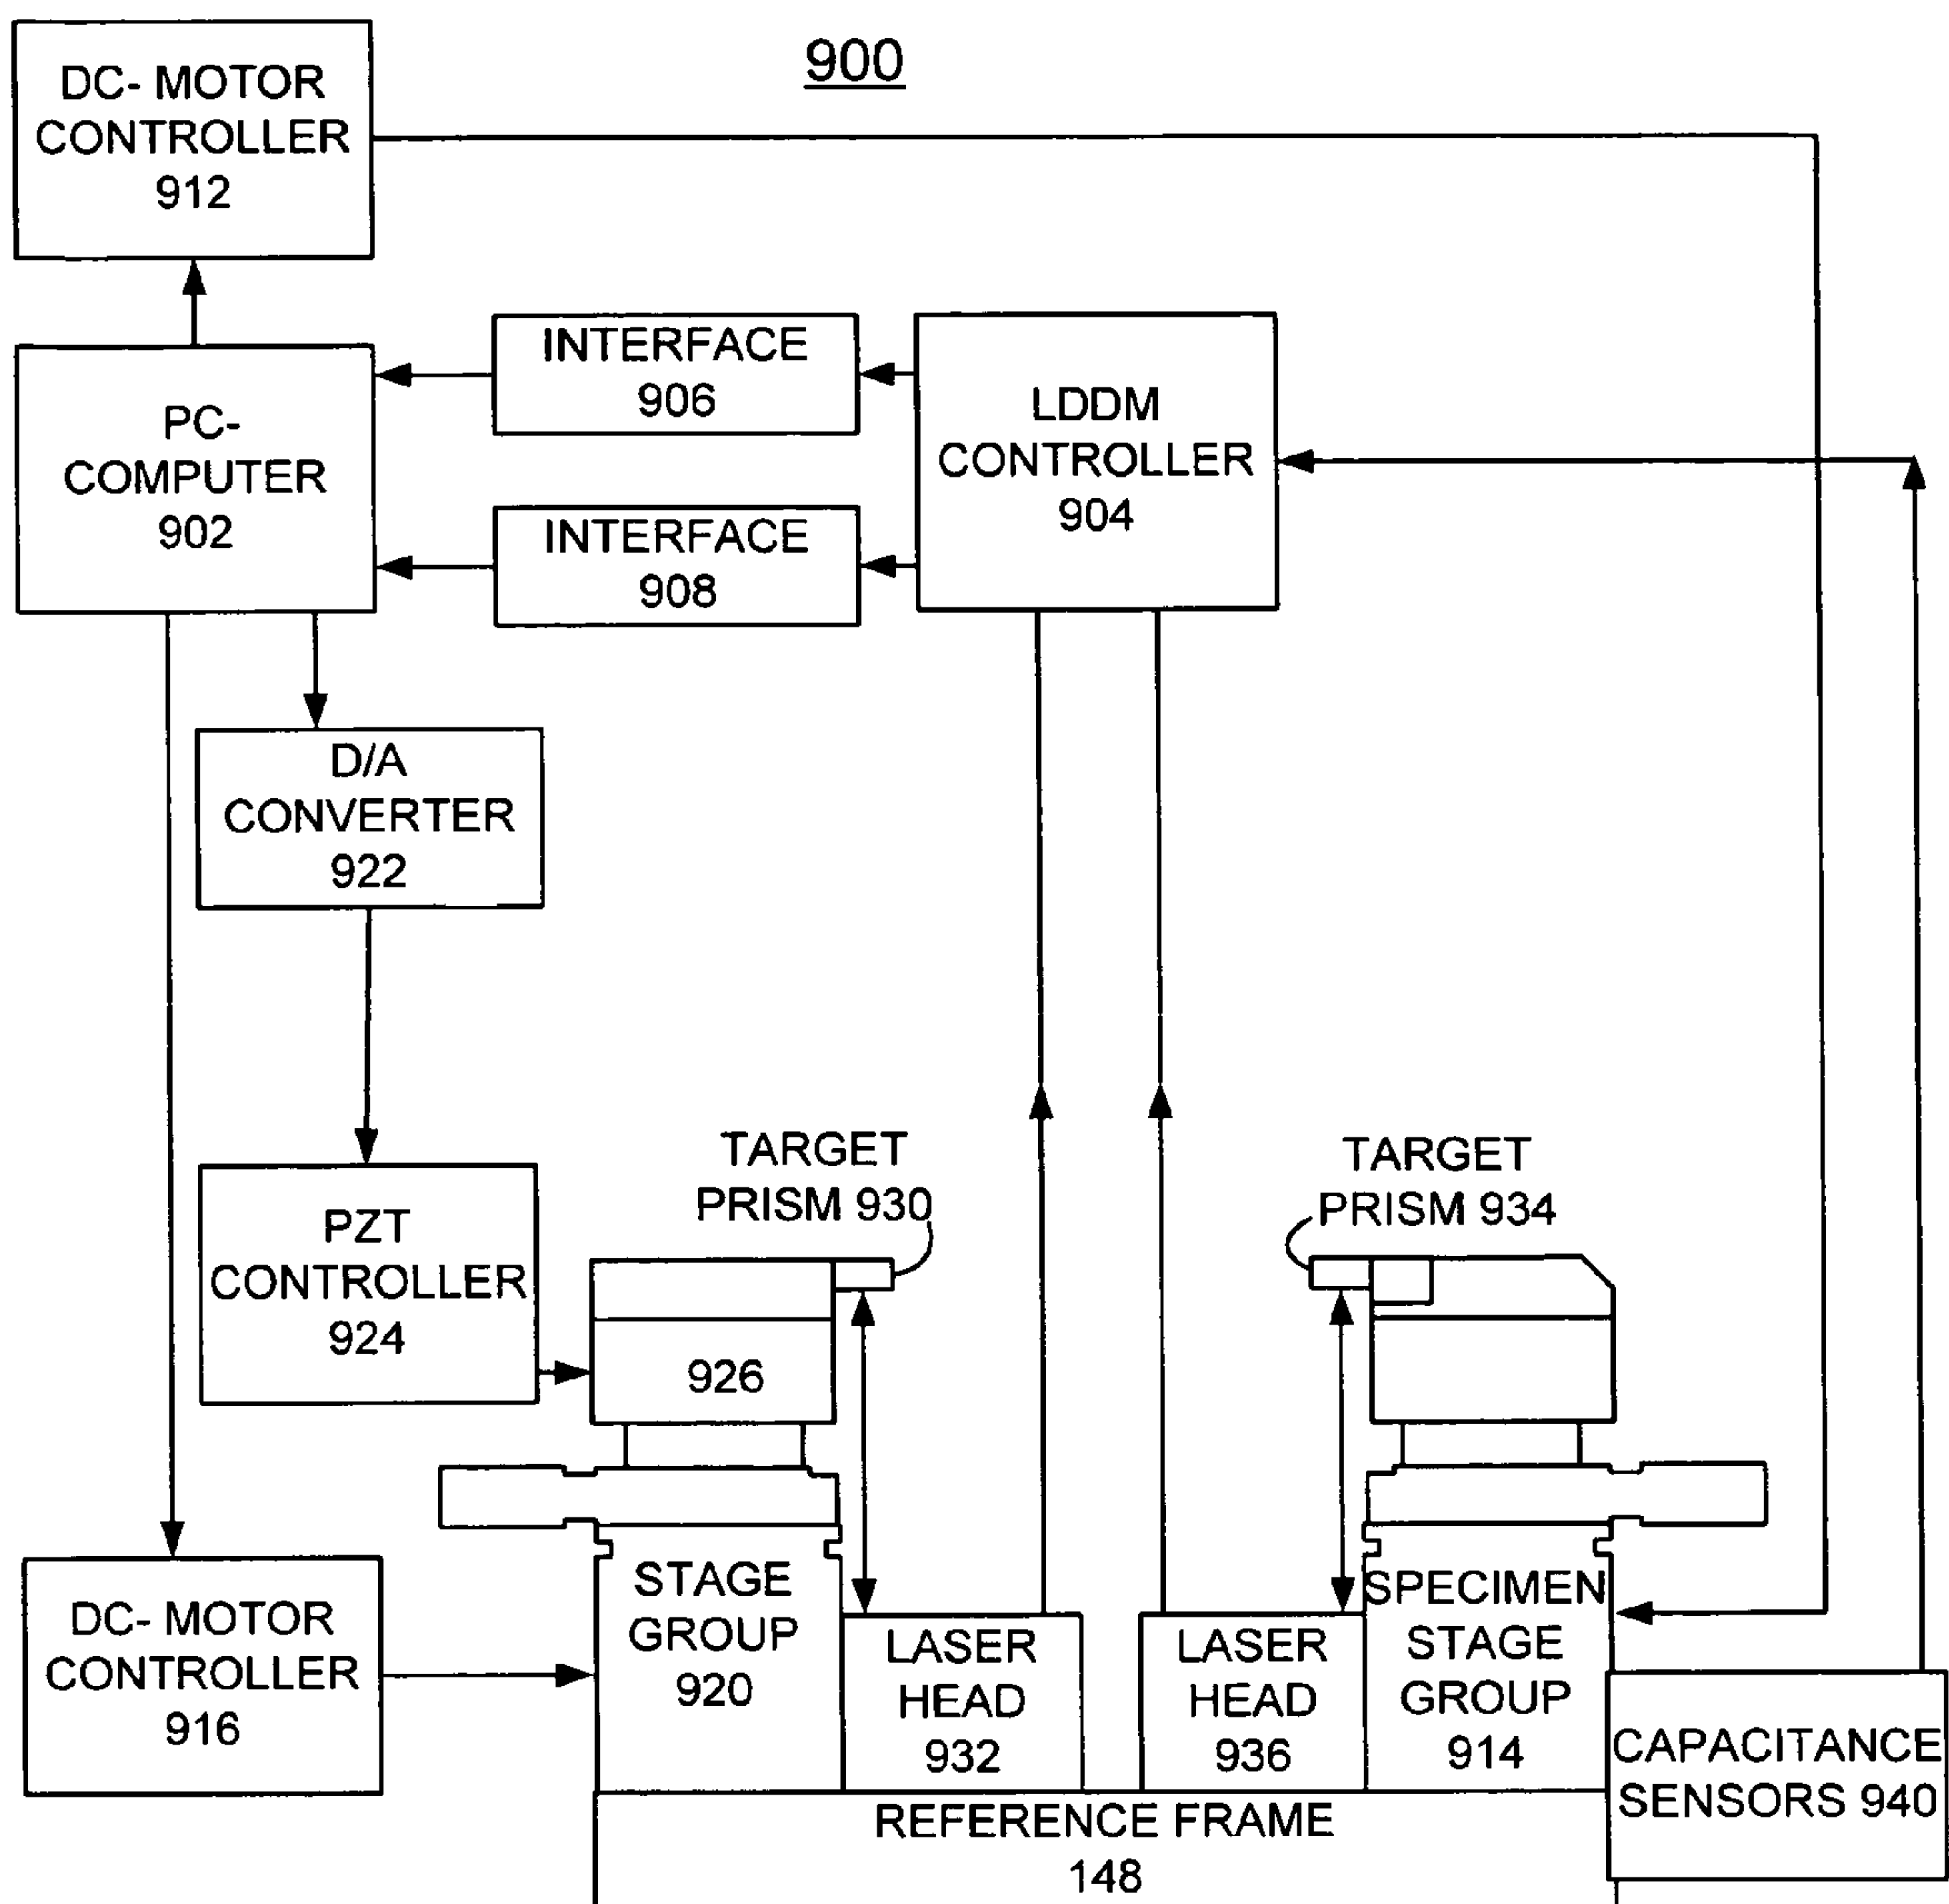 900
DC- MOTOR
CONTROLLER
912
PC-
COMPUTER
902
INTERFACE
906
INTERFACE
908
LDDM
CONTROLLER
904
D/A
CONVERTER
922
PZT
CONTROLLER
924
TARGET
PRISM 930
TARGET
PRISM 934
926
DC- MOTOR
CONTROLLER
916
STAGE
GROUP
920
LASER
HEAD
932
LASER
HEAD
936
SPECIMEN
STAGE
GROUP
914
CAPACITANCE
SENSORS 940
REFERENCE FRAME
148